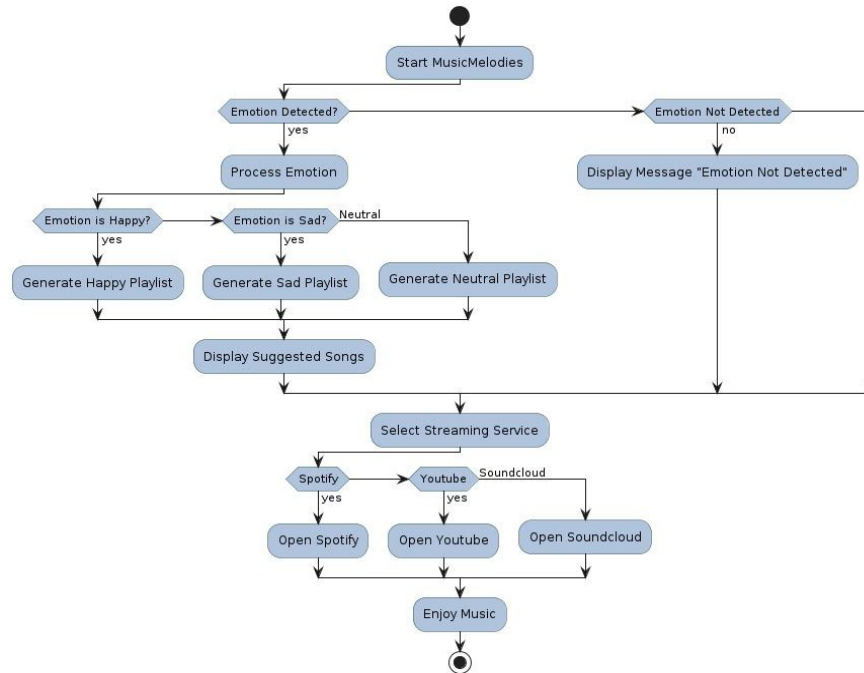 Start MusicMelodies
Emotion Detected?
Emotion Not Detected
yes
no
Process Emotion
Display Message "Emotion Not Detected"
Emotion is Happy?
Emotion is Sad?
Neutral
yes
yes
Generate Happy Playlist
Generate Sad Playlist
Generate Neutral Playlist
Display Suggested Songs
Select Streaming Service
Spotify
Youtube
Soundcloud
yes
yes
Open Spotify
Open Youtube
Open Soundcloud
Enjoy Music